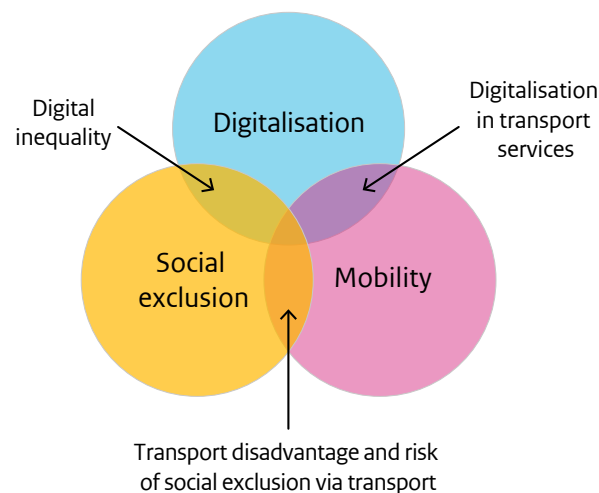 Digital
inequality
Digitalisation
Digitalisation
in transport
services
Social
exclusion
Mobility
Transport disadvantage and risk
of social exclusion via transport